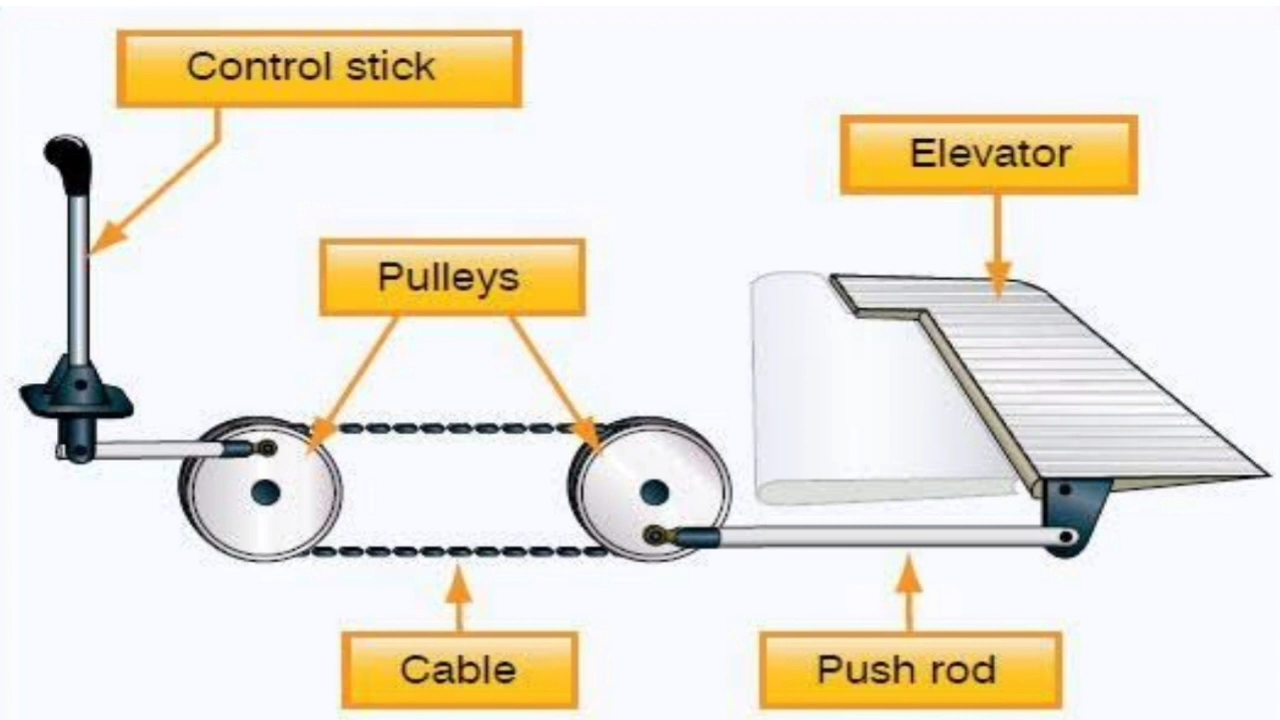 Control stick
Elevator
Pulleys
Cable
Push rod